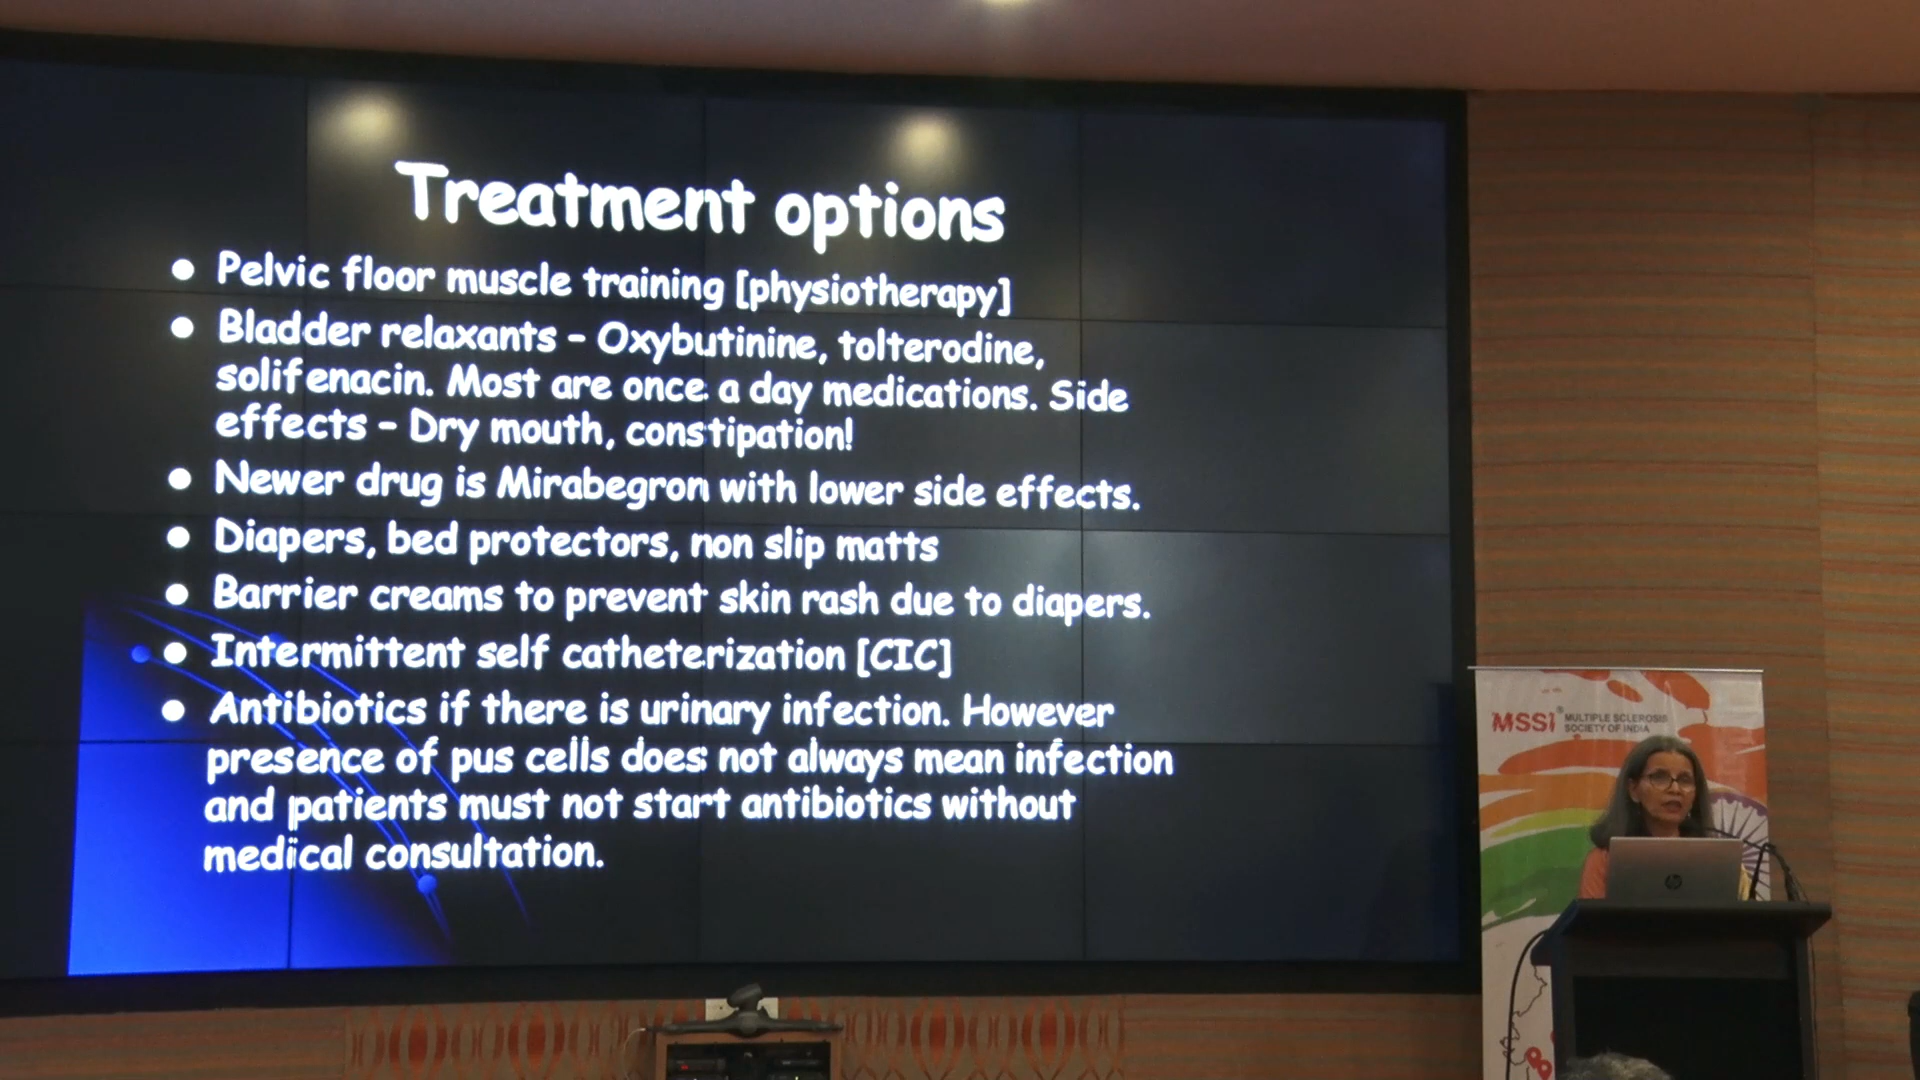 Treatment options
● Pelvic floor muscle training [physiotherapy]
● Bladder relaxants – Oxybutinine, tolterodine,
solifenacin. Most are once a day medications. Side
effects – Dry mouth, constipation!
● Newer drug is Mirabegron with lower side effects.
● Diapers, bed protectors, non slip matts
● Barrier creams to prevent skin rash due to diapers.
● Intermittent self catheterization [CIC]
● Antibiotics if there is urinary infection. However
presence of pus cells does not always mean infection
and patients must not start antibiotics without
medical consultation.
MSSI® MULTIPLE SCLEROSIS
SOCIETY OF INDIA
hp